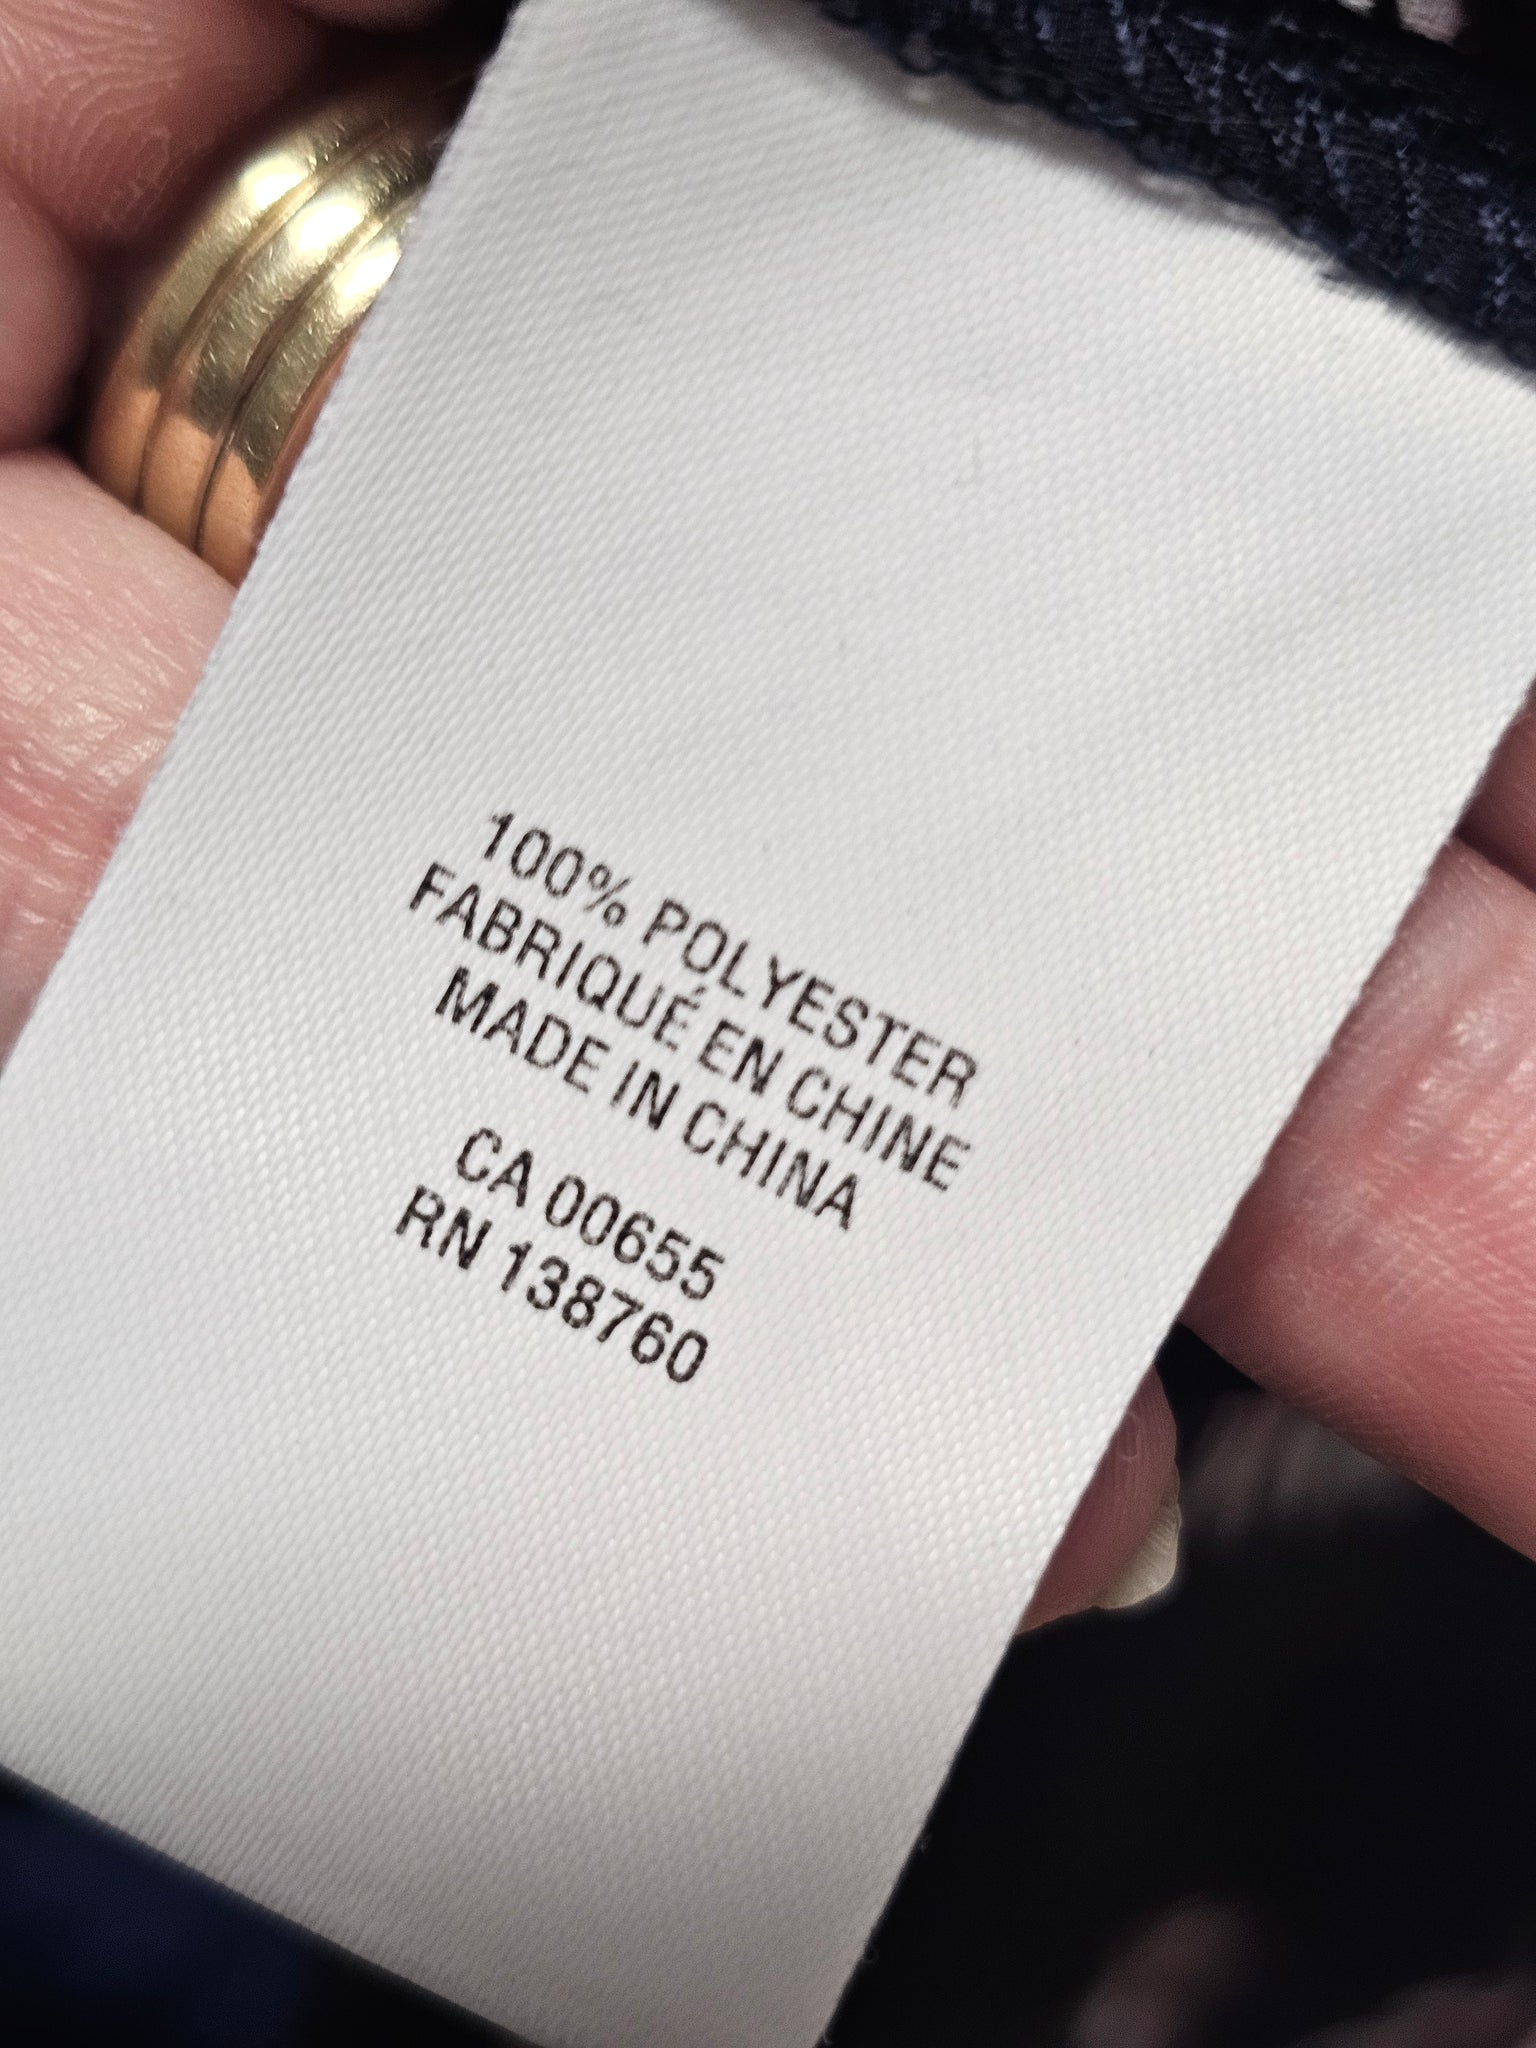 100% POLYESTER
FABRIQUÉ EN CHINE
MADE IN CHINA
CA 00655
RN 138760